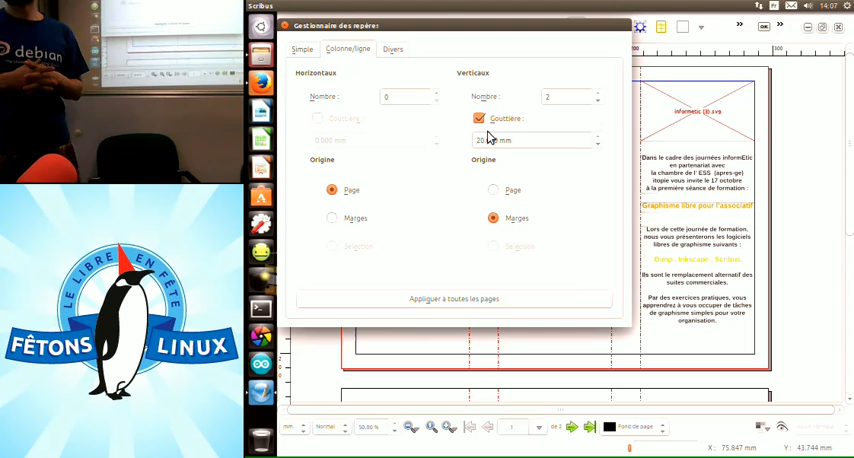 debian
LE LIBRE EN FÊTE
FÊTONS LINUX
Scribus
Fr
14:07
Gestionnaire des repères
Simple
Colonne/ligne
Divers
Horizontaux
Nombre :
0
Gouttière :
0.000 mm
Origine
Page
Marges
Sélection
Verticaux
Nombre :
2
Gouttière :
mm
Origine
Page
Marges
Sélection
Appliquer à toutes les pages
OK
200
300
informetic (3).svg
Dans le cadre des journées informEtic
en partenariat avec
la chambre de l' ESS (apres-ge)
itopie vous invite le 17 octobre
à la première séance de formation :
Graphisme libre pour l'associatif
Lors de cette journée de formation,
nous vous présenterons les logiciels
libres de graphisme suivants :
Gimp, Inkscape, Scribus.
Ils sont le remplacement alternatif des
suites commerciales.
Par des exercices pratiques, vous
apprendrez à vous occuper de tâches
de graphisme simples pour votre
organisation.
mm
Normal
50.00 %
1
de 2
Fond de page
X : 75.847 mm
Y : 43.744 mm